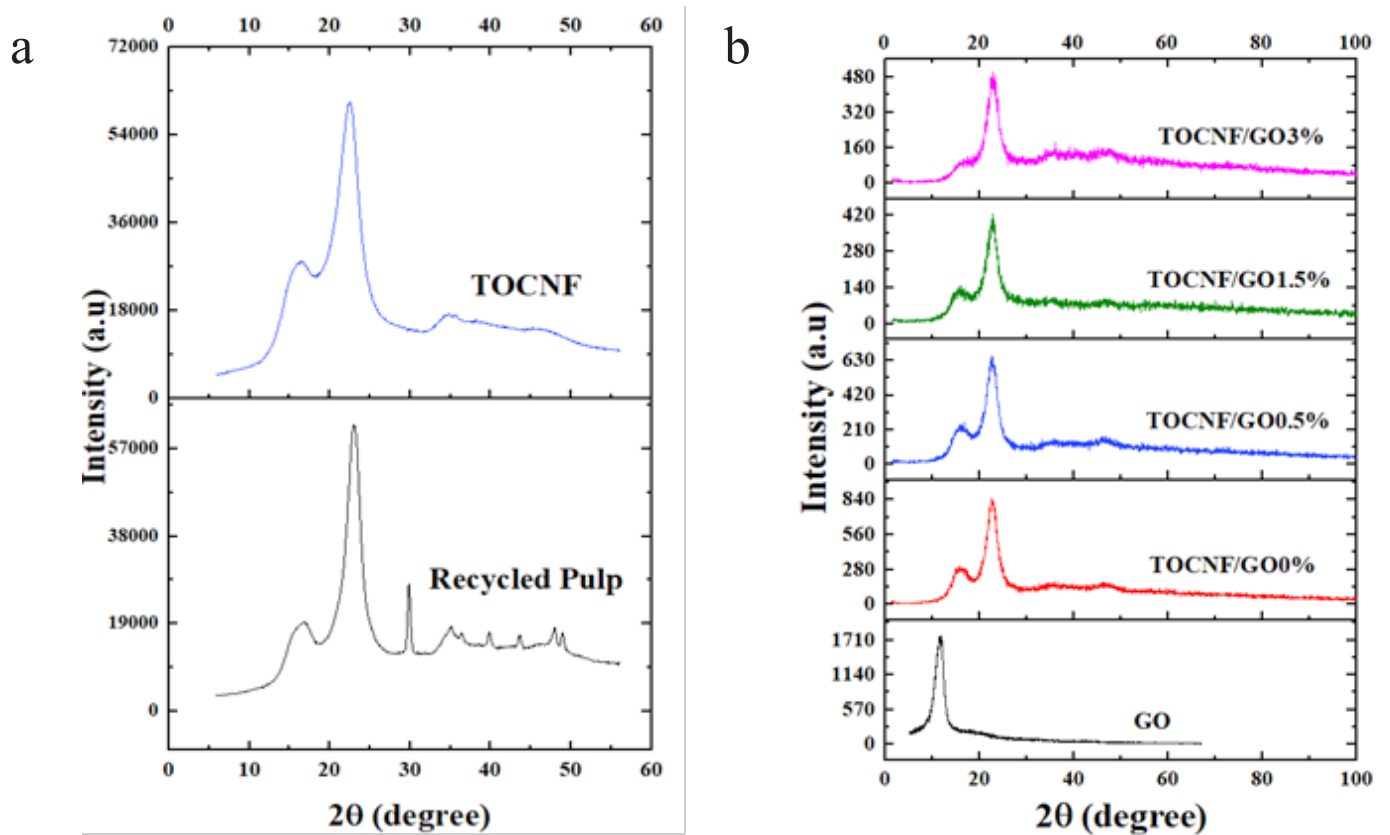 a
0 10 20 30 40 50 60
72000
54000
36000
18000
0
TOCNF
57000
38000
19000
0
Recycled Pulp
Intensity (a.u)
0 10 20 30 40 50 60
2θ (degree)
b
0 20 40 60 80 100
480
320
160
0
TOCNF/GO3%
420
280
140
0
TOCNF/GO1.5%
630
420
210
0
TOCNF/GO0.5%
840
560
280
0
TOCNF/GO0%
1710
1140
570
0
GO
Intensity (a.u)
0 20 40 60 80 100
2θ (degree)